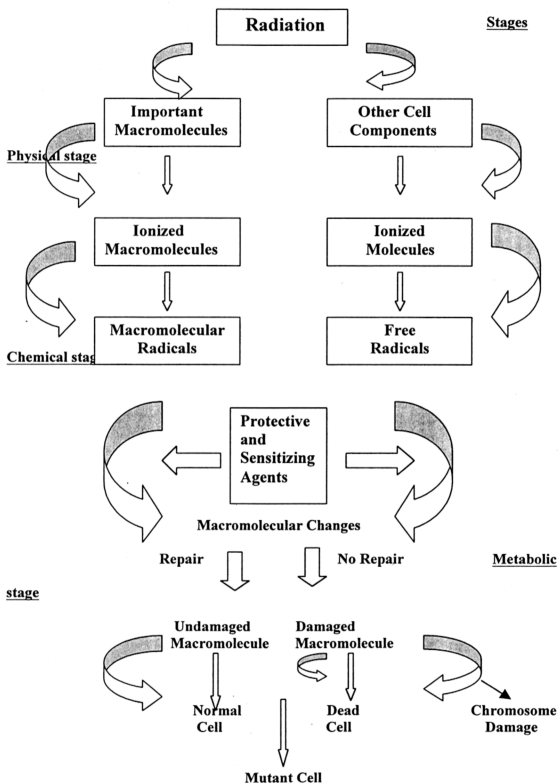 Radiation
Stages
Important
Macromolecules
Other Cell
Components
Physical stage
Ionized
Macromolecules
Ionized
Molecules
Macromolecular
Radicals
Free
Radicals
Chemical stag
Protective
and
Sensitizing
Agents
Macromolecular Changes
Repair
No Repair
Metabolic
stage
Undamaged
Macromolecule
Damaged
Macromolecule
Normal
Cell
Dead
Cell
Chromosome
Damage
Mutant Cell